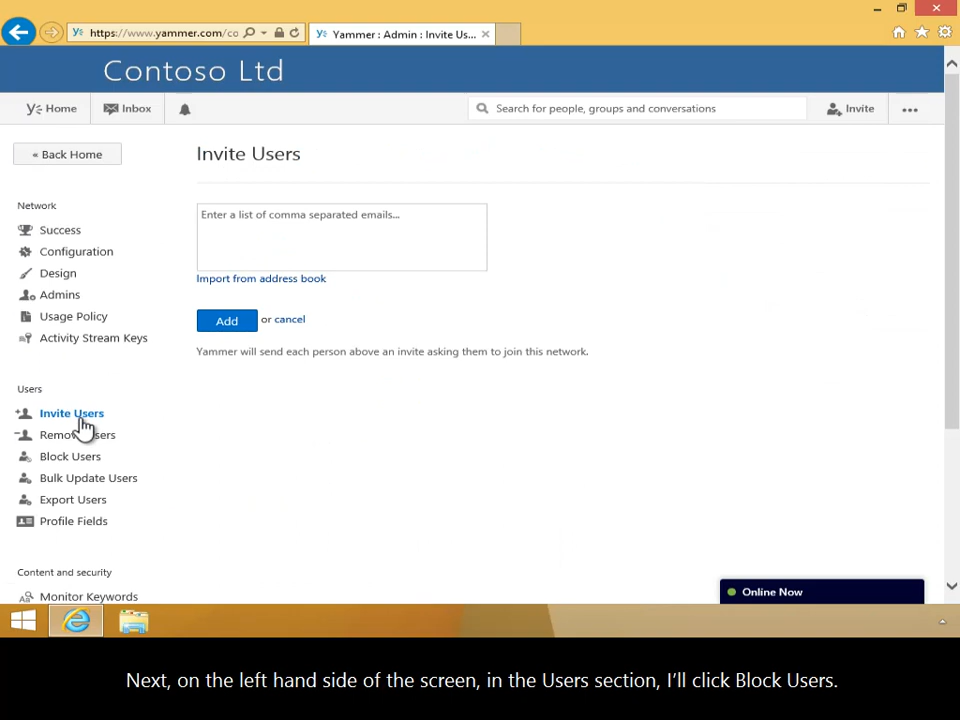 https://www.yammer.com/co
Yammer : Admin : Invite Us...
Contoso Ltd
Home
Inbox
Search for people, groups and conversations
Invite
« Back Home
Invite Users
Network
Success
Configuration
Design
Admins
Usage Policy
Activity Stream Keys
Enter a list of comma separated emails...
Import from address book
Add or cancel
Yammer will send each person above an invite asking them to join this network.
Users
Invite Users
Remove Users
Block Users
Bulk Update Users
Export Users
Profile Fields
Content and security
Monitor Keywords
Online Now
Next, on the left hand side of the screen, in the Users section, I'll click Block Users.